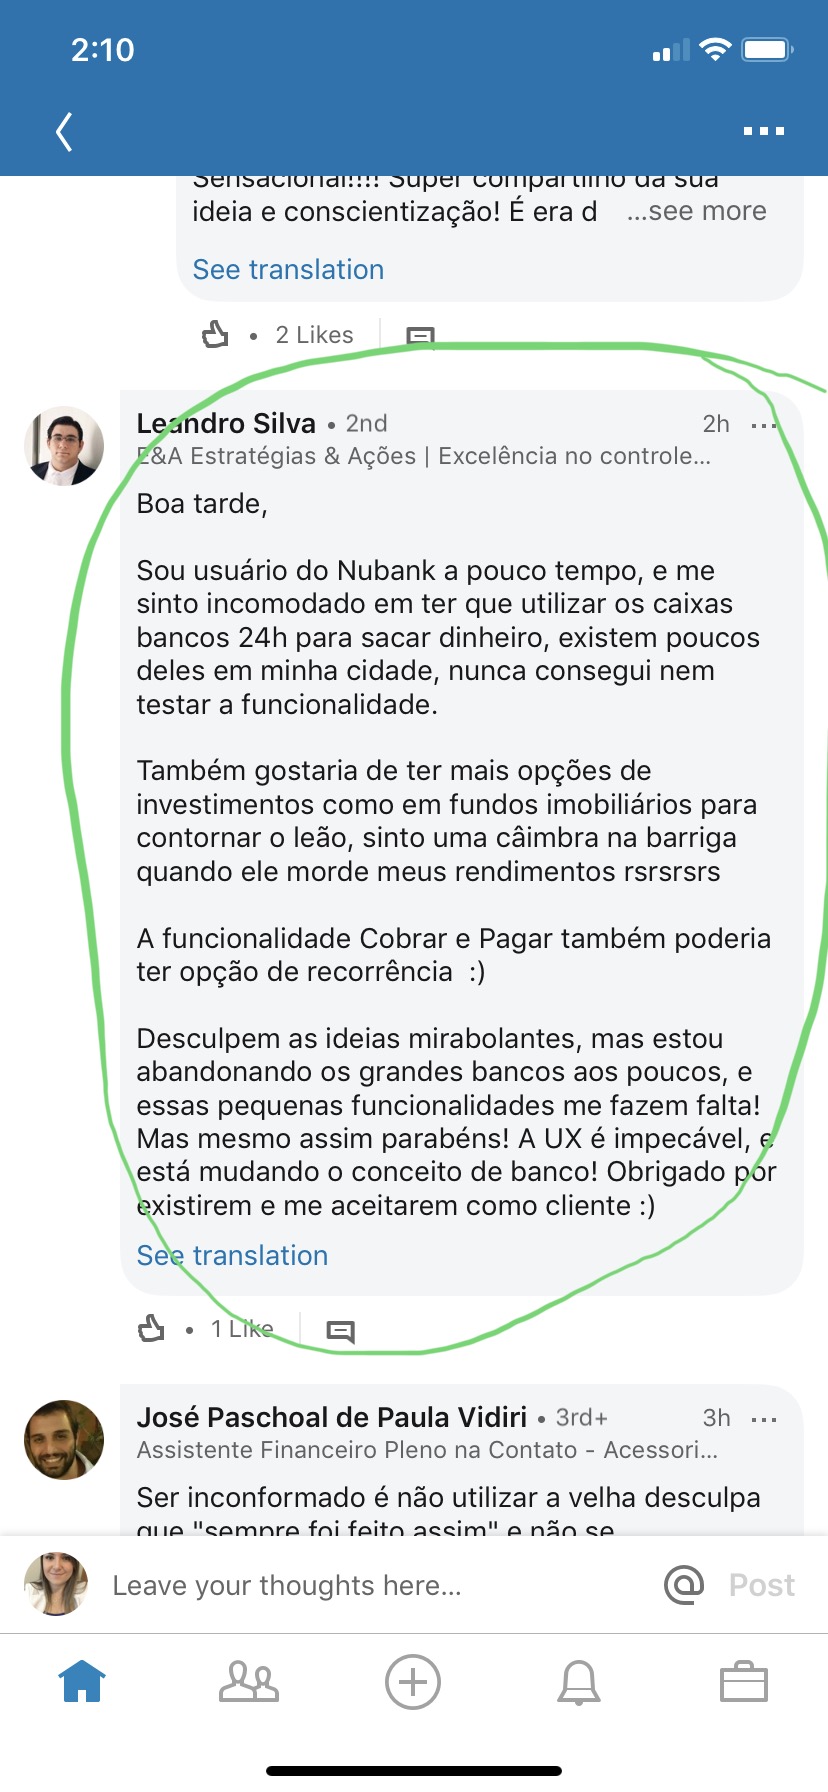 2:10
Sensacional!!!! Super compartilho da sua
ideia e conscientização! É era d ...see more
See translation
• 2 Likes
Leandro Silva • 2nd 2h
E&A Estratégias & Ações | Excelência no controle...
Boa tarde,
Sou usuário do Nubank a pouco tempo, e me
sinto incomodado em ter que utilizar os caixas
bancos 24h para sacar dinheiro, existem poucos
deles em minha cidade, nunca consegui nem
testar a funcionalidade.
Também gostaria de ter mais opções de
investimentos como em fundos imobiliários para
contornar o leão, sinto uma câimbra na barriga
quando ele morde meus rendimentos rsrsrsrs
A funcionalidade Cobrar e Pagar também poderia
ter opção de recorrência :)
Desculpem as ideias mirabolantes, mas estou
abandonando os grandes bancos aos poucos, e
essas pequenas funcionalidades me fazem falta!
Mas mesmo assim parabéns! A UX é impecável, e
está mudando o conceito de banco! Obrigado por
existirem e me aceitarem como cliente :)
See translation
• 1 Like
José Paschoal de Paula Vidiri • 3rd+ 3h
Assistente Financeiro Pleno na Contato - Acessori...
Ser inconformado é não utilizar a velha desculpa
que "sempre foi feito assim" e não se
Leave your thoughts here... @ Post